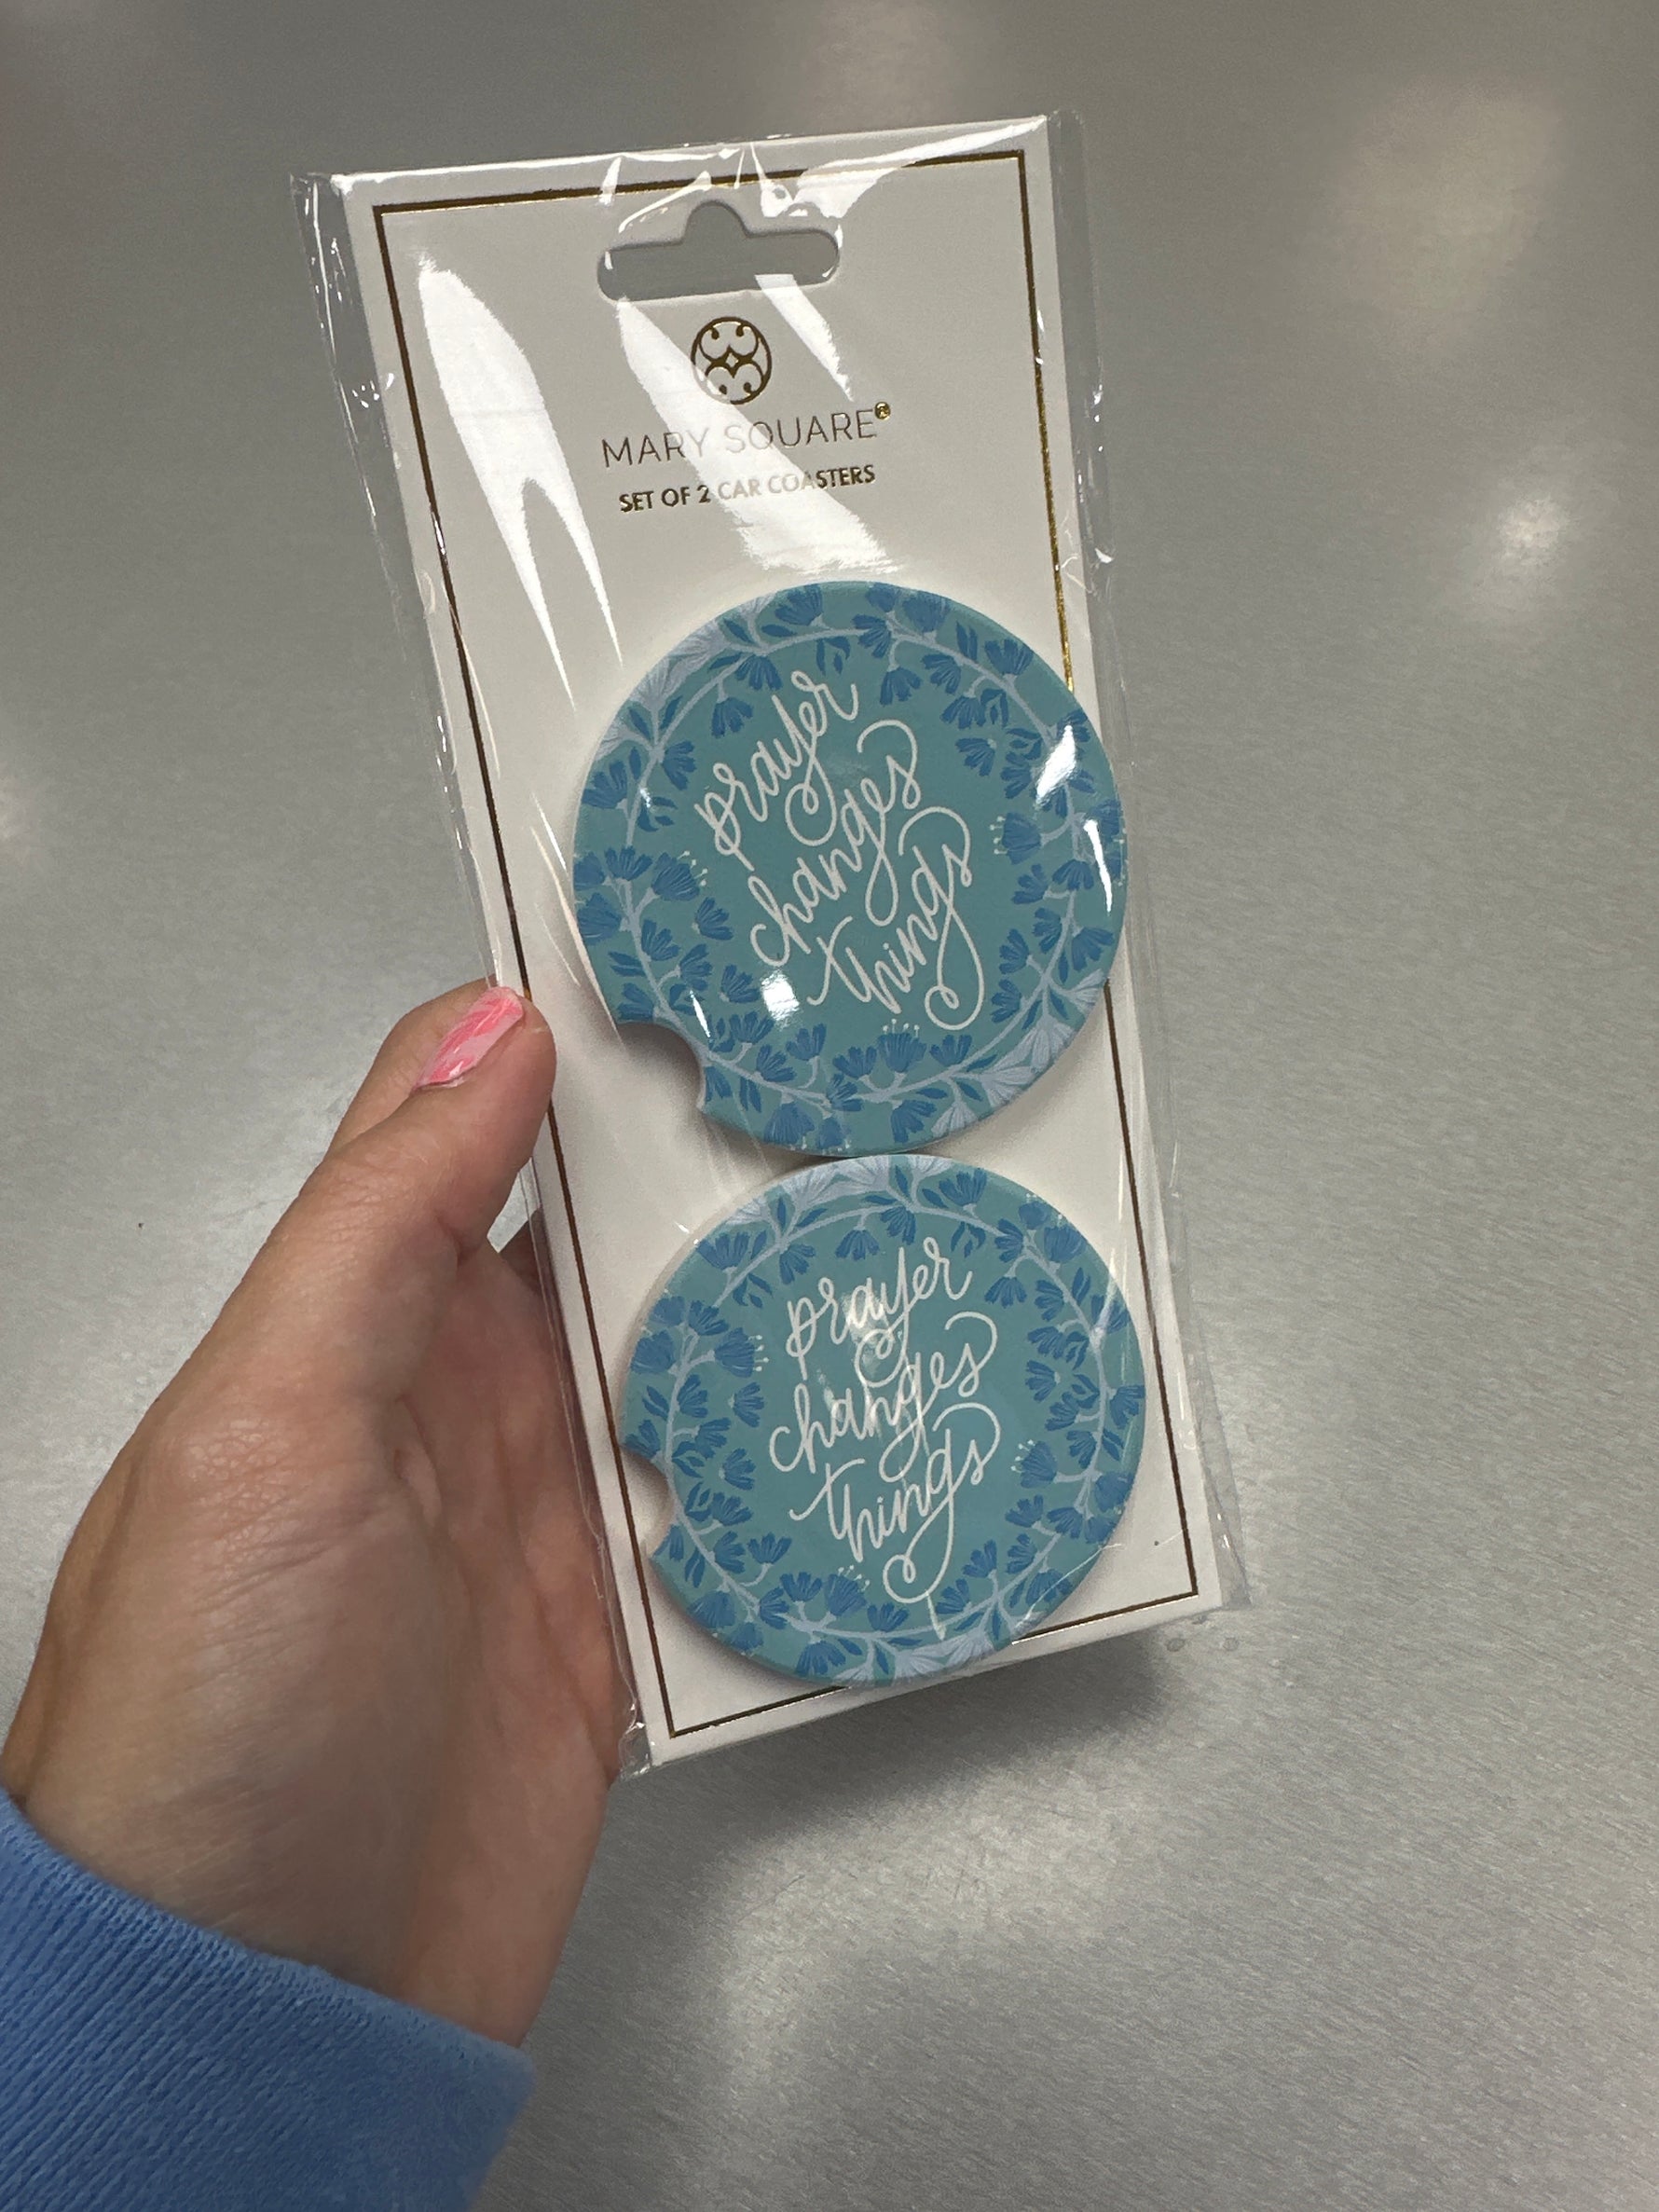 MARY SQUARE®
SET OF 2 CAR COASTERS
prayer
changes
things
prayer
changes
things